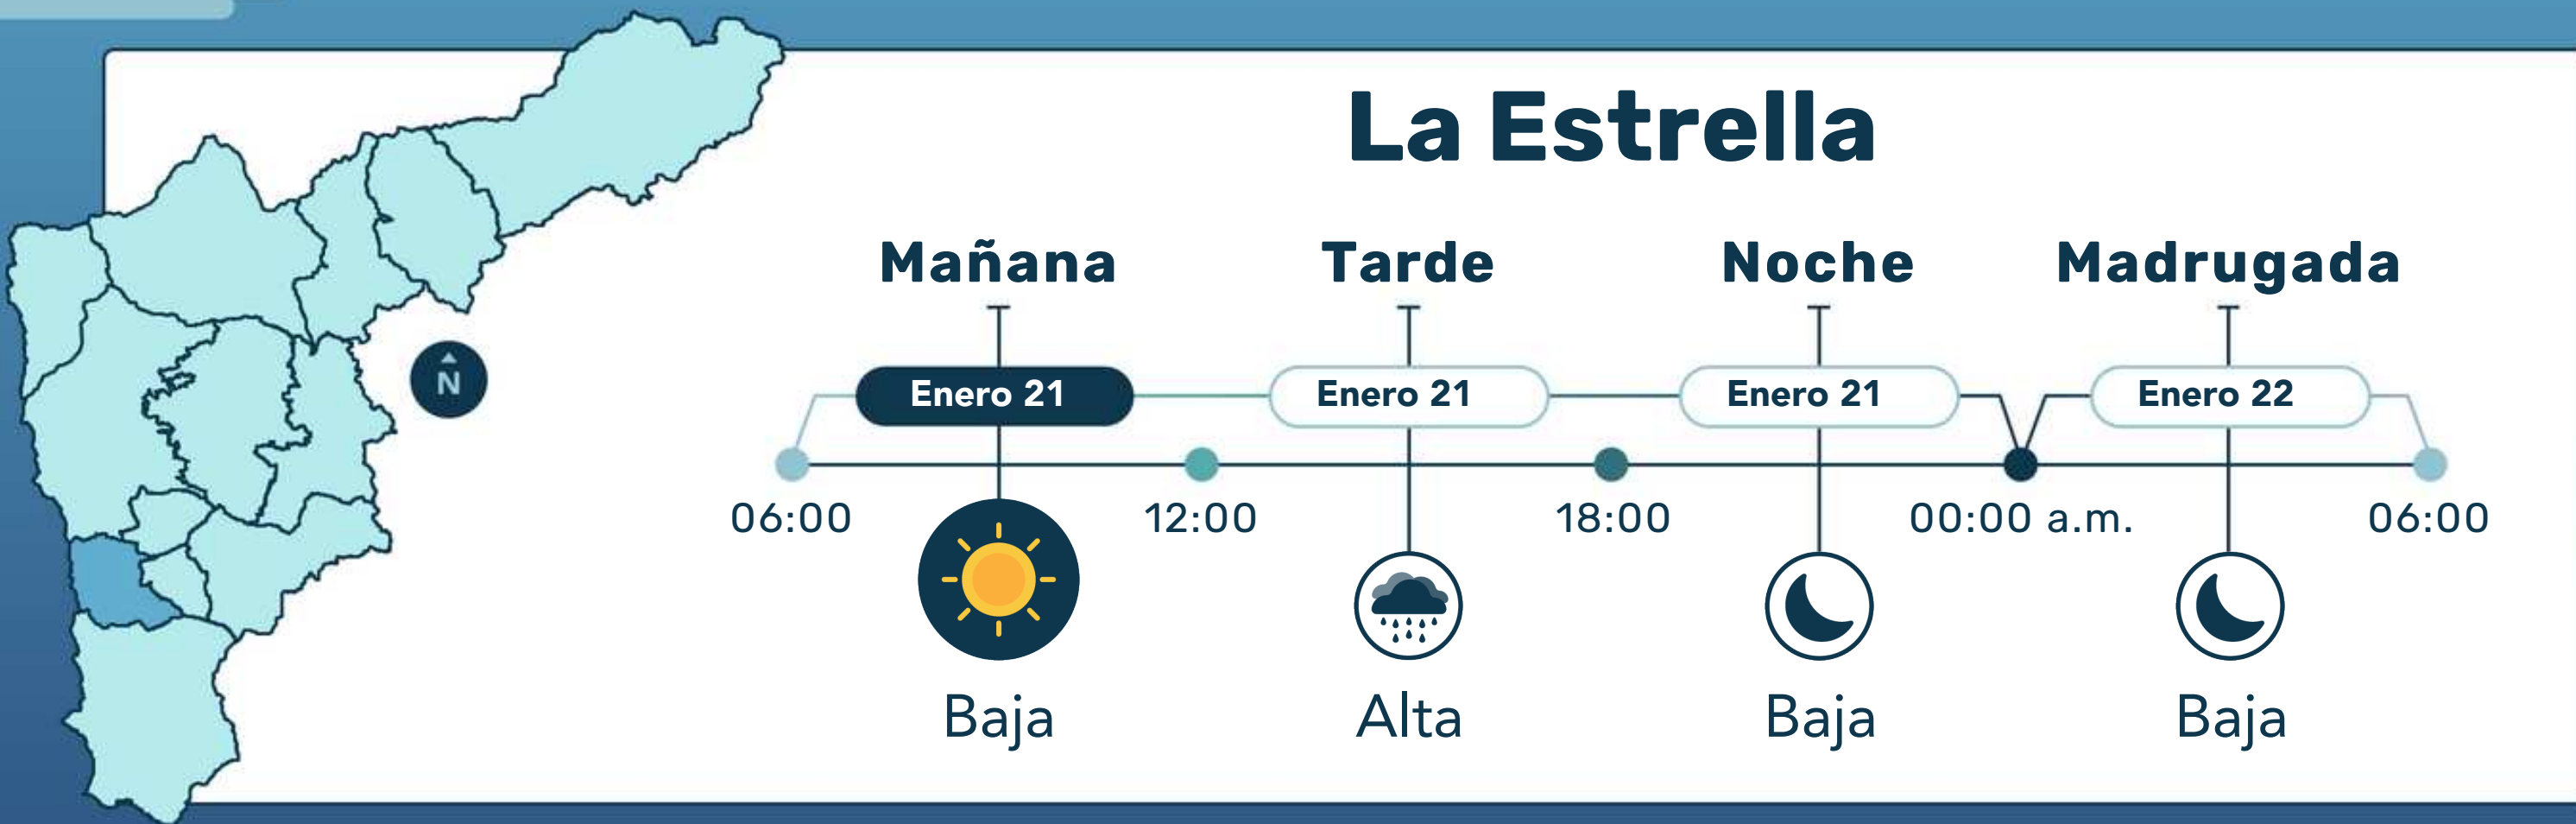 La Estrella
Mañana Tarde Noche Madrugada
Enero 21 Enero 21 Enero 21 Enero 22
N
06:00 12:00 18:00 00:00 a.m. 06:00
Baja Alta Baja Baja